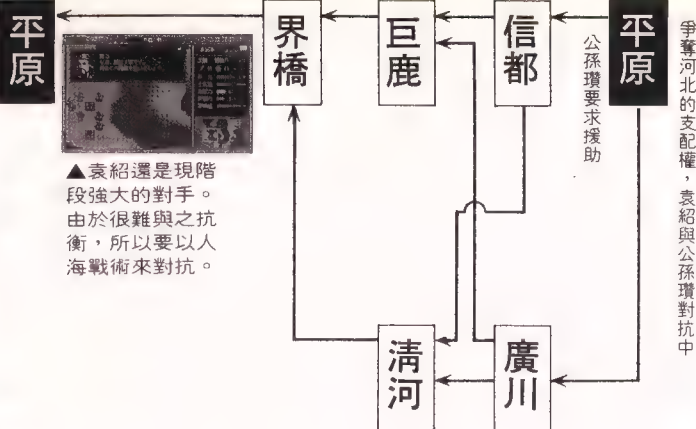 爭奪河北的支配權，袁紹與公孫瓚對抗中
平原
公孫瓚要求援助
信都
巨鹿
界橋
平原
廣川
清河
▲袁紹還是現階
段強大的對手。
由於很難與之抗
衡，所以要以人
海戰術來對抗。